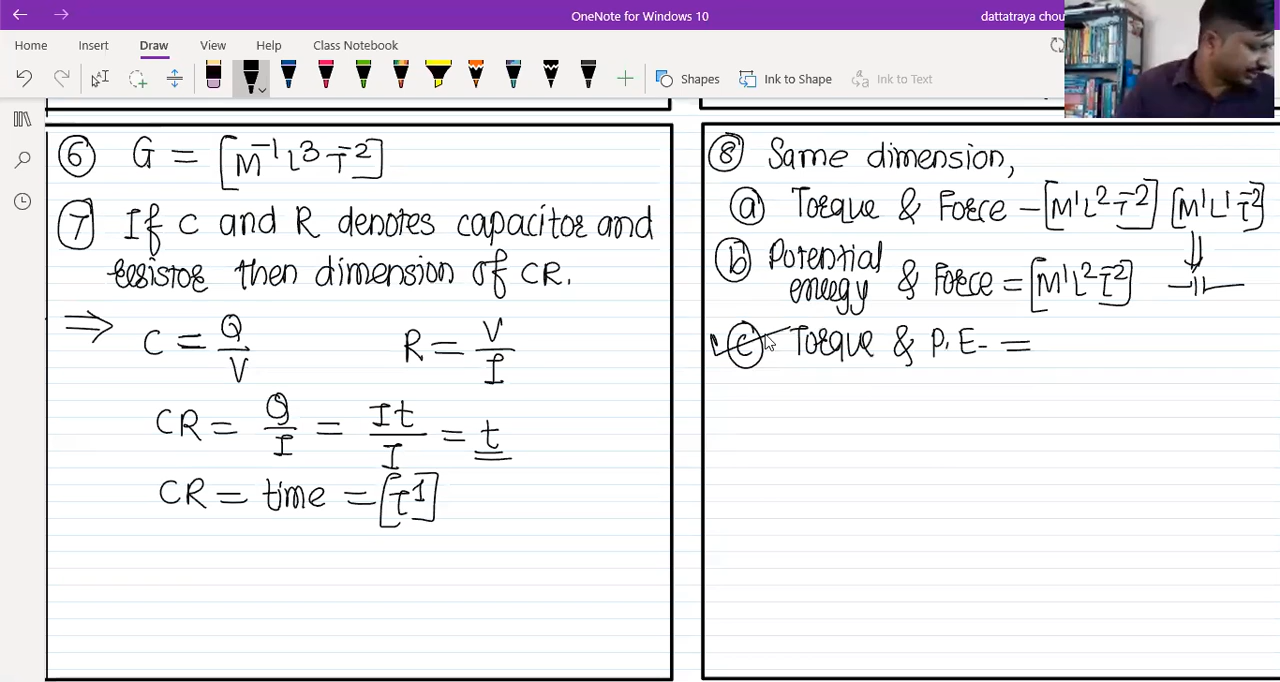 OneNote for Windows 10
dattatraya chou
Home Insert Draw View Help Class Notebook
Shapes Ink to Shape Ink to Text
⑥ G = [M⁻¹ L³ T⁻²]
⑦ If C and R denotes capacitor and
resistor then dimension of CR.
⇒ C = Q/V R = V/I
CR = Q/I = It/I = t
CR = time = [T¹]
⑧ Same dimension,
ⓐ Torque & Force - [M¹L²T⁻²] [M¹L¹T⁻²]
ⓑ Potential energy & Force = [M¹L²T⁻²]
ⓒ Torque & P.E. =